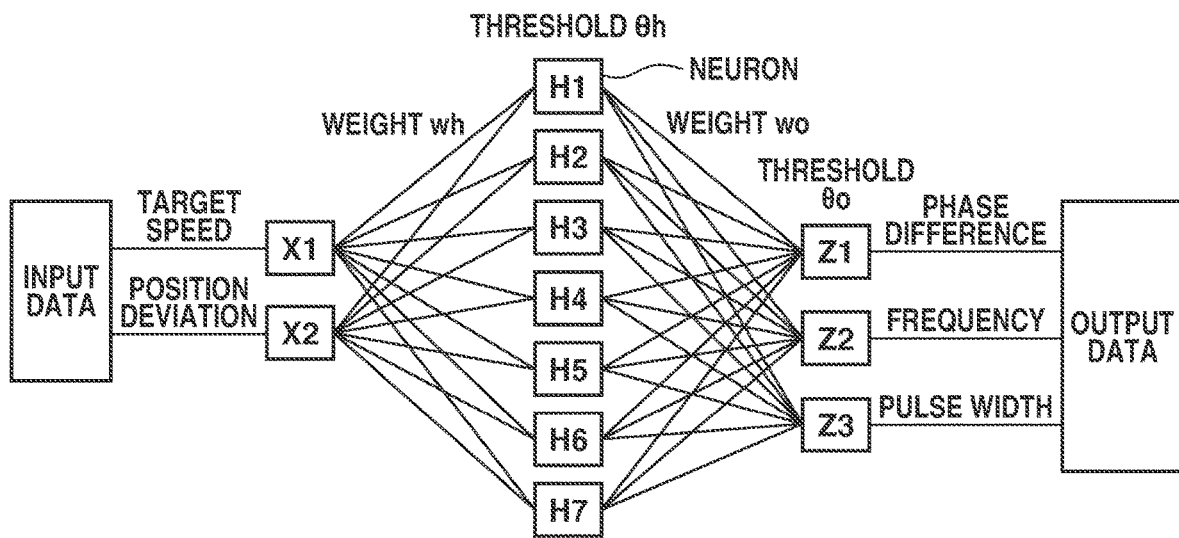 THRESHOLD θh
NEURON
WEIGHT wh
WEIGHT wo
H1
H2
H3
H4
H5
H6
H7
INPUT
DATA
TARGET
SPEED
POSITION
DEVIATION
X1
X2
THRESHOLD
θo
Z1
Z2
Z3
PHASE
DIFFERENCE
FREQUENCY
PULSE WIDTH
OUTPUT
DATA